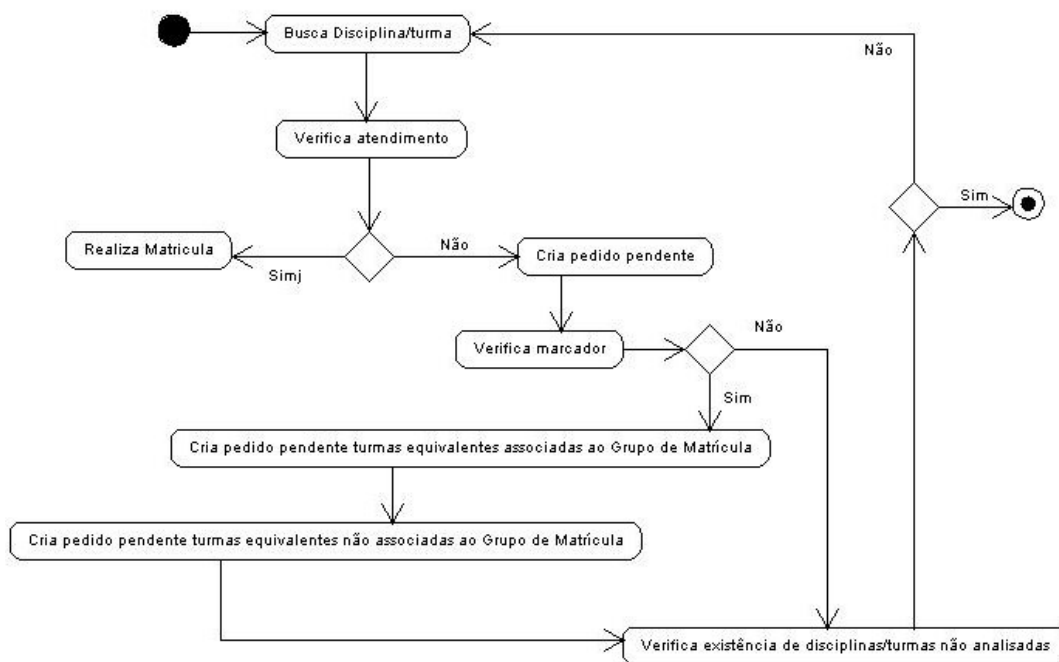 Busca Disciplina/turma
Não
Verifica atendimento
Sim
Realiza Matricula
Não
Simj
Cria pedido pendente
Não
Verifica marcador
Sim
Cria pedido pendente turmas equivalentes associadas ao Grupo de Matrícula
Cria pedido pendente turmas equivalentes não associadas ao Grupo de Matrícula
Verifica existência de disciplinas/turmas não analisadas